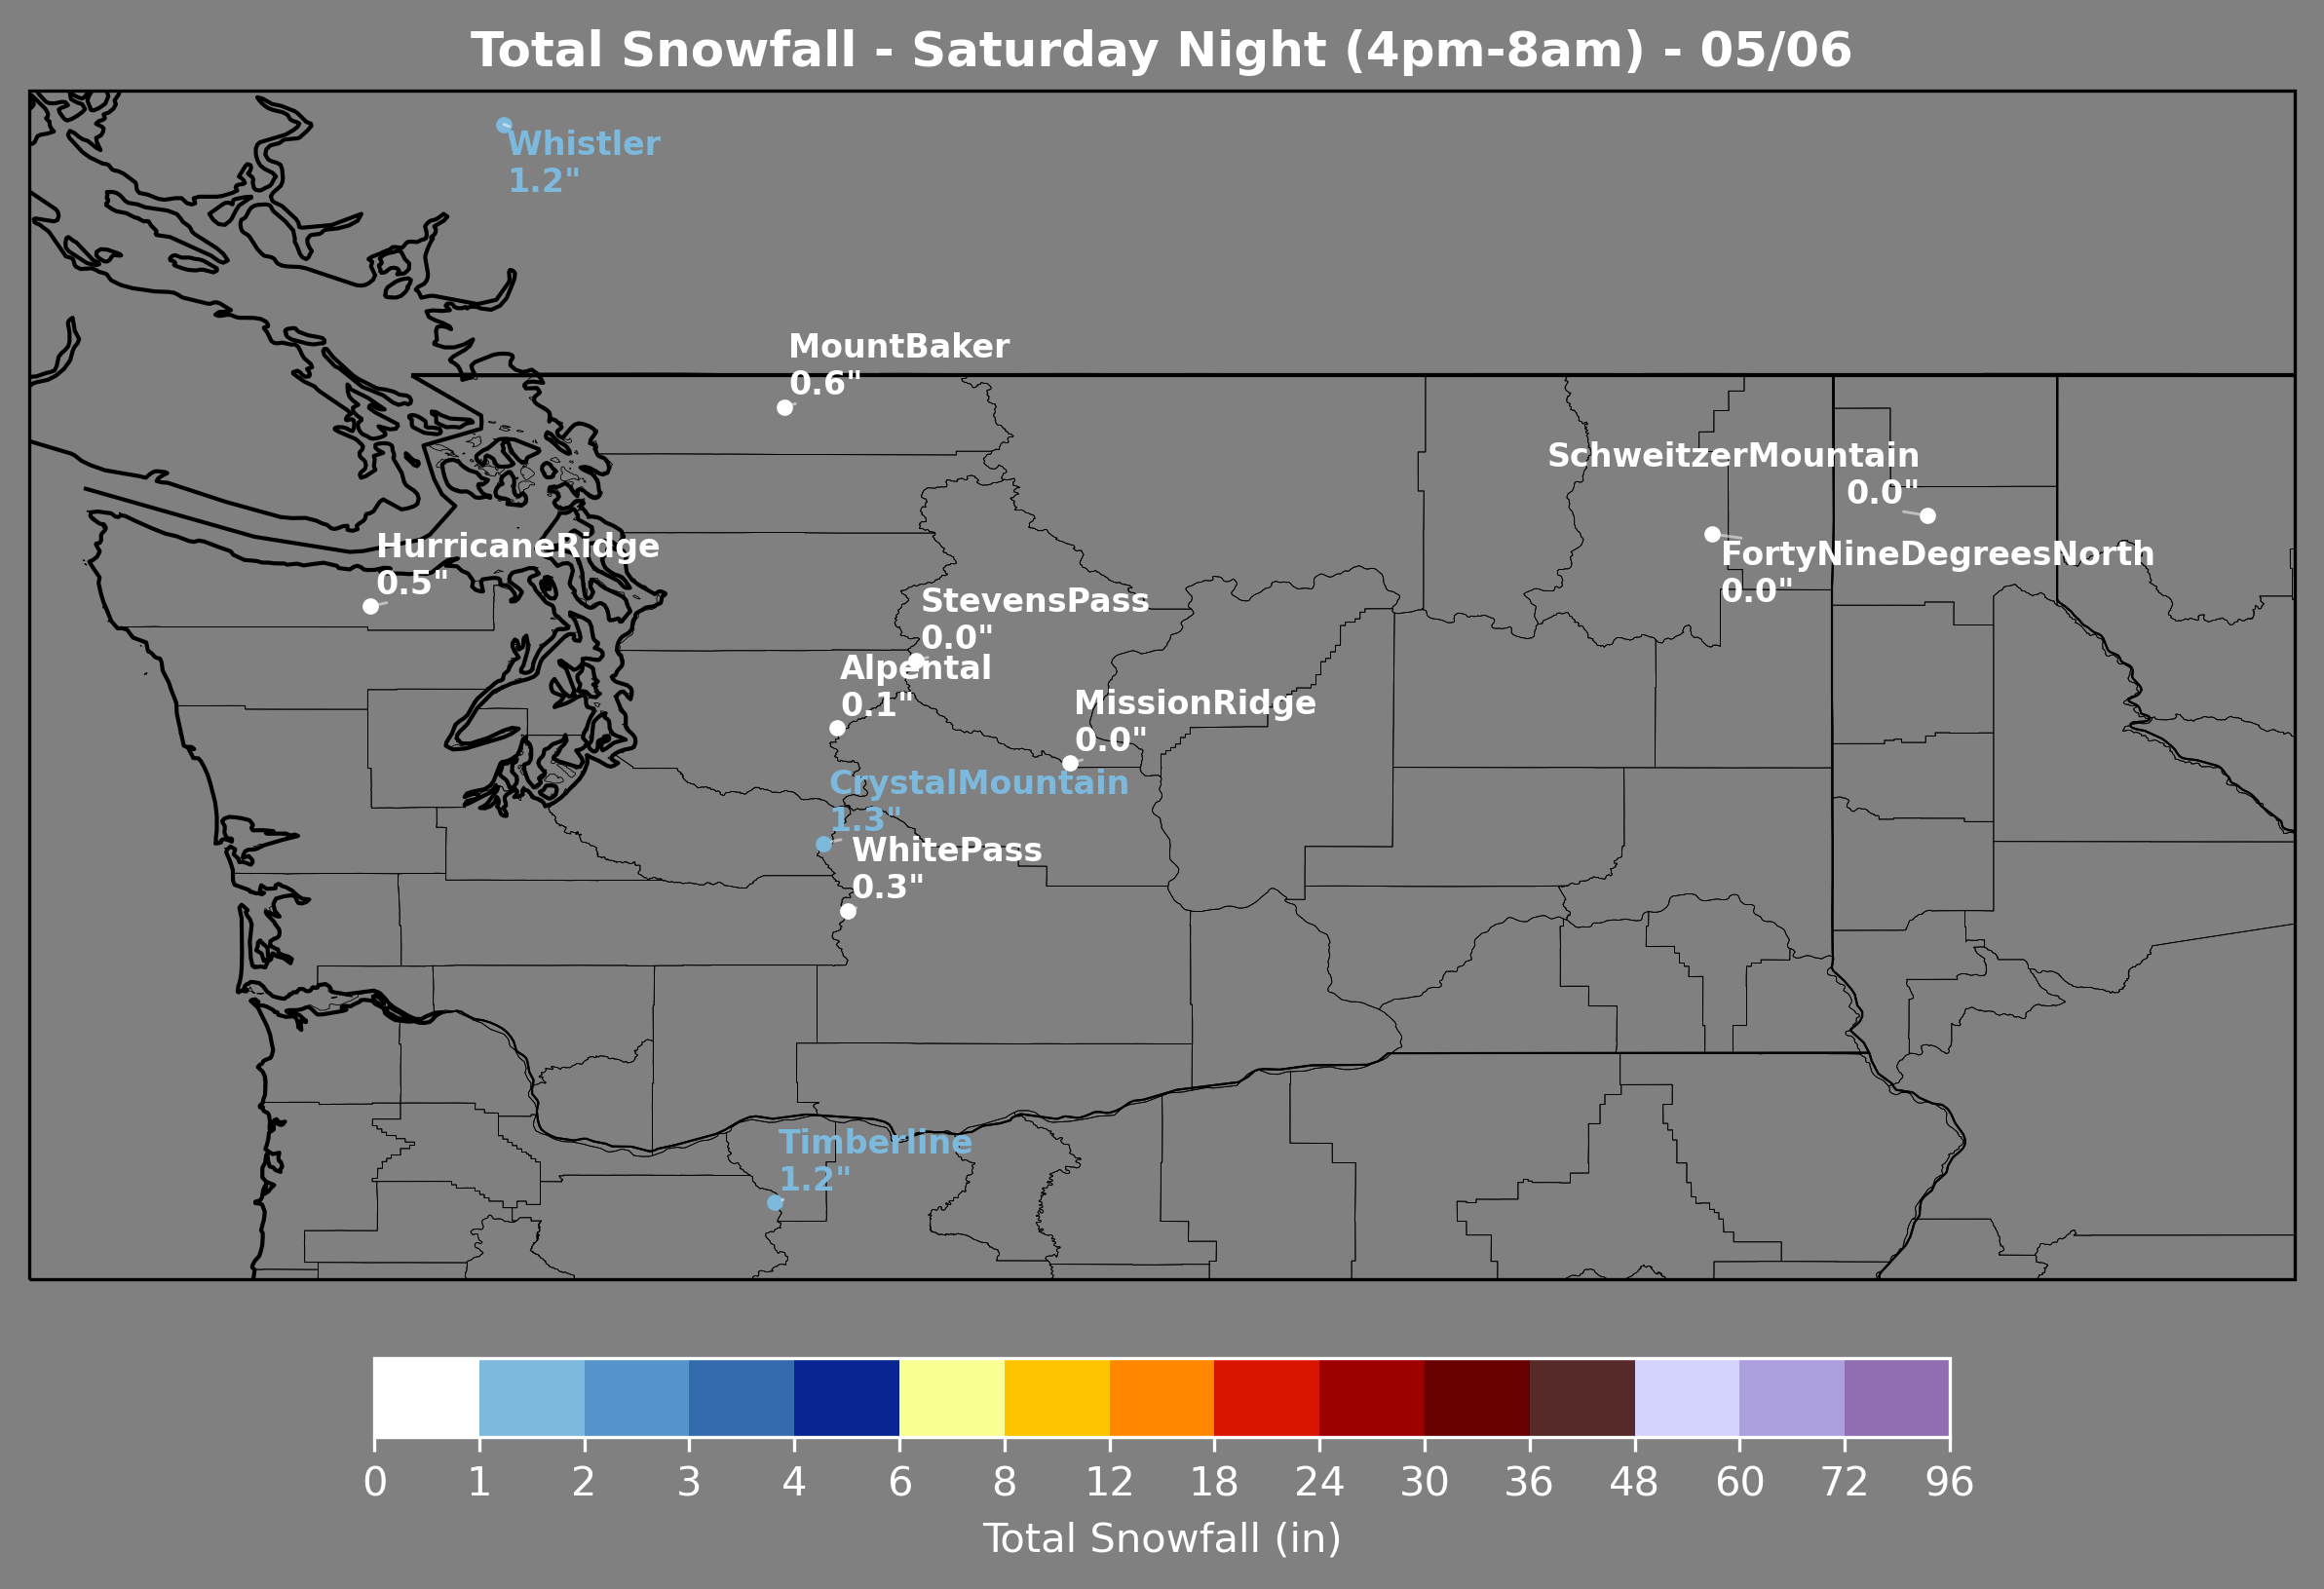 Total Snowfall - Saturday Night (4pm-8am) - 05/06
Whistler
1.2"
MountBaker
0.6"
SchweitzerMountain
0.0"
HurricaneRidge
0.5"
FortyNineDegreesNorth
0.0"
StevensPass
0.0"
Alpental
0.1"
MissionRidge
0.0"
CrystalMountain
1.3"
WhitePass
0.3"
Timberline
1.2"
0 1 2 3 4 6 8 12 18 24 30 36 48 60 72 96
Total Snowfall (in)